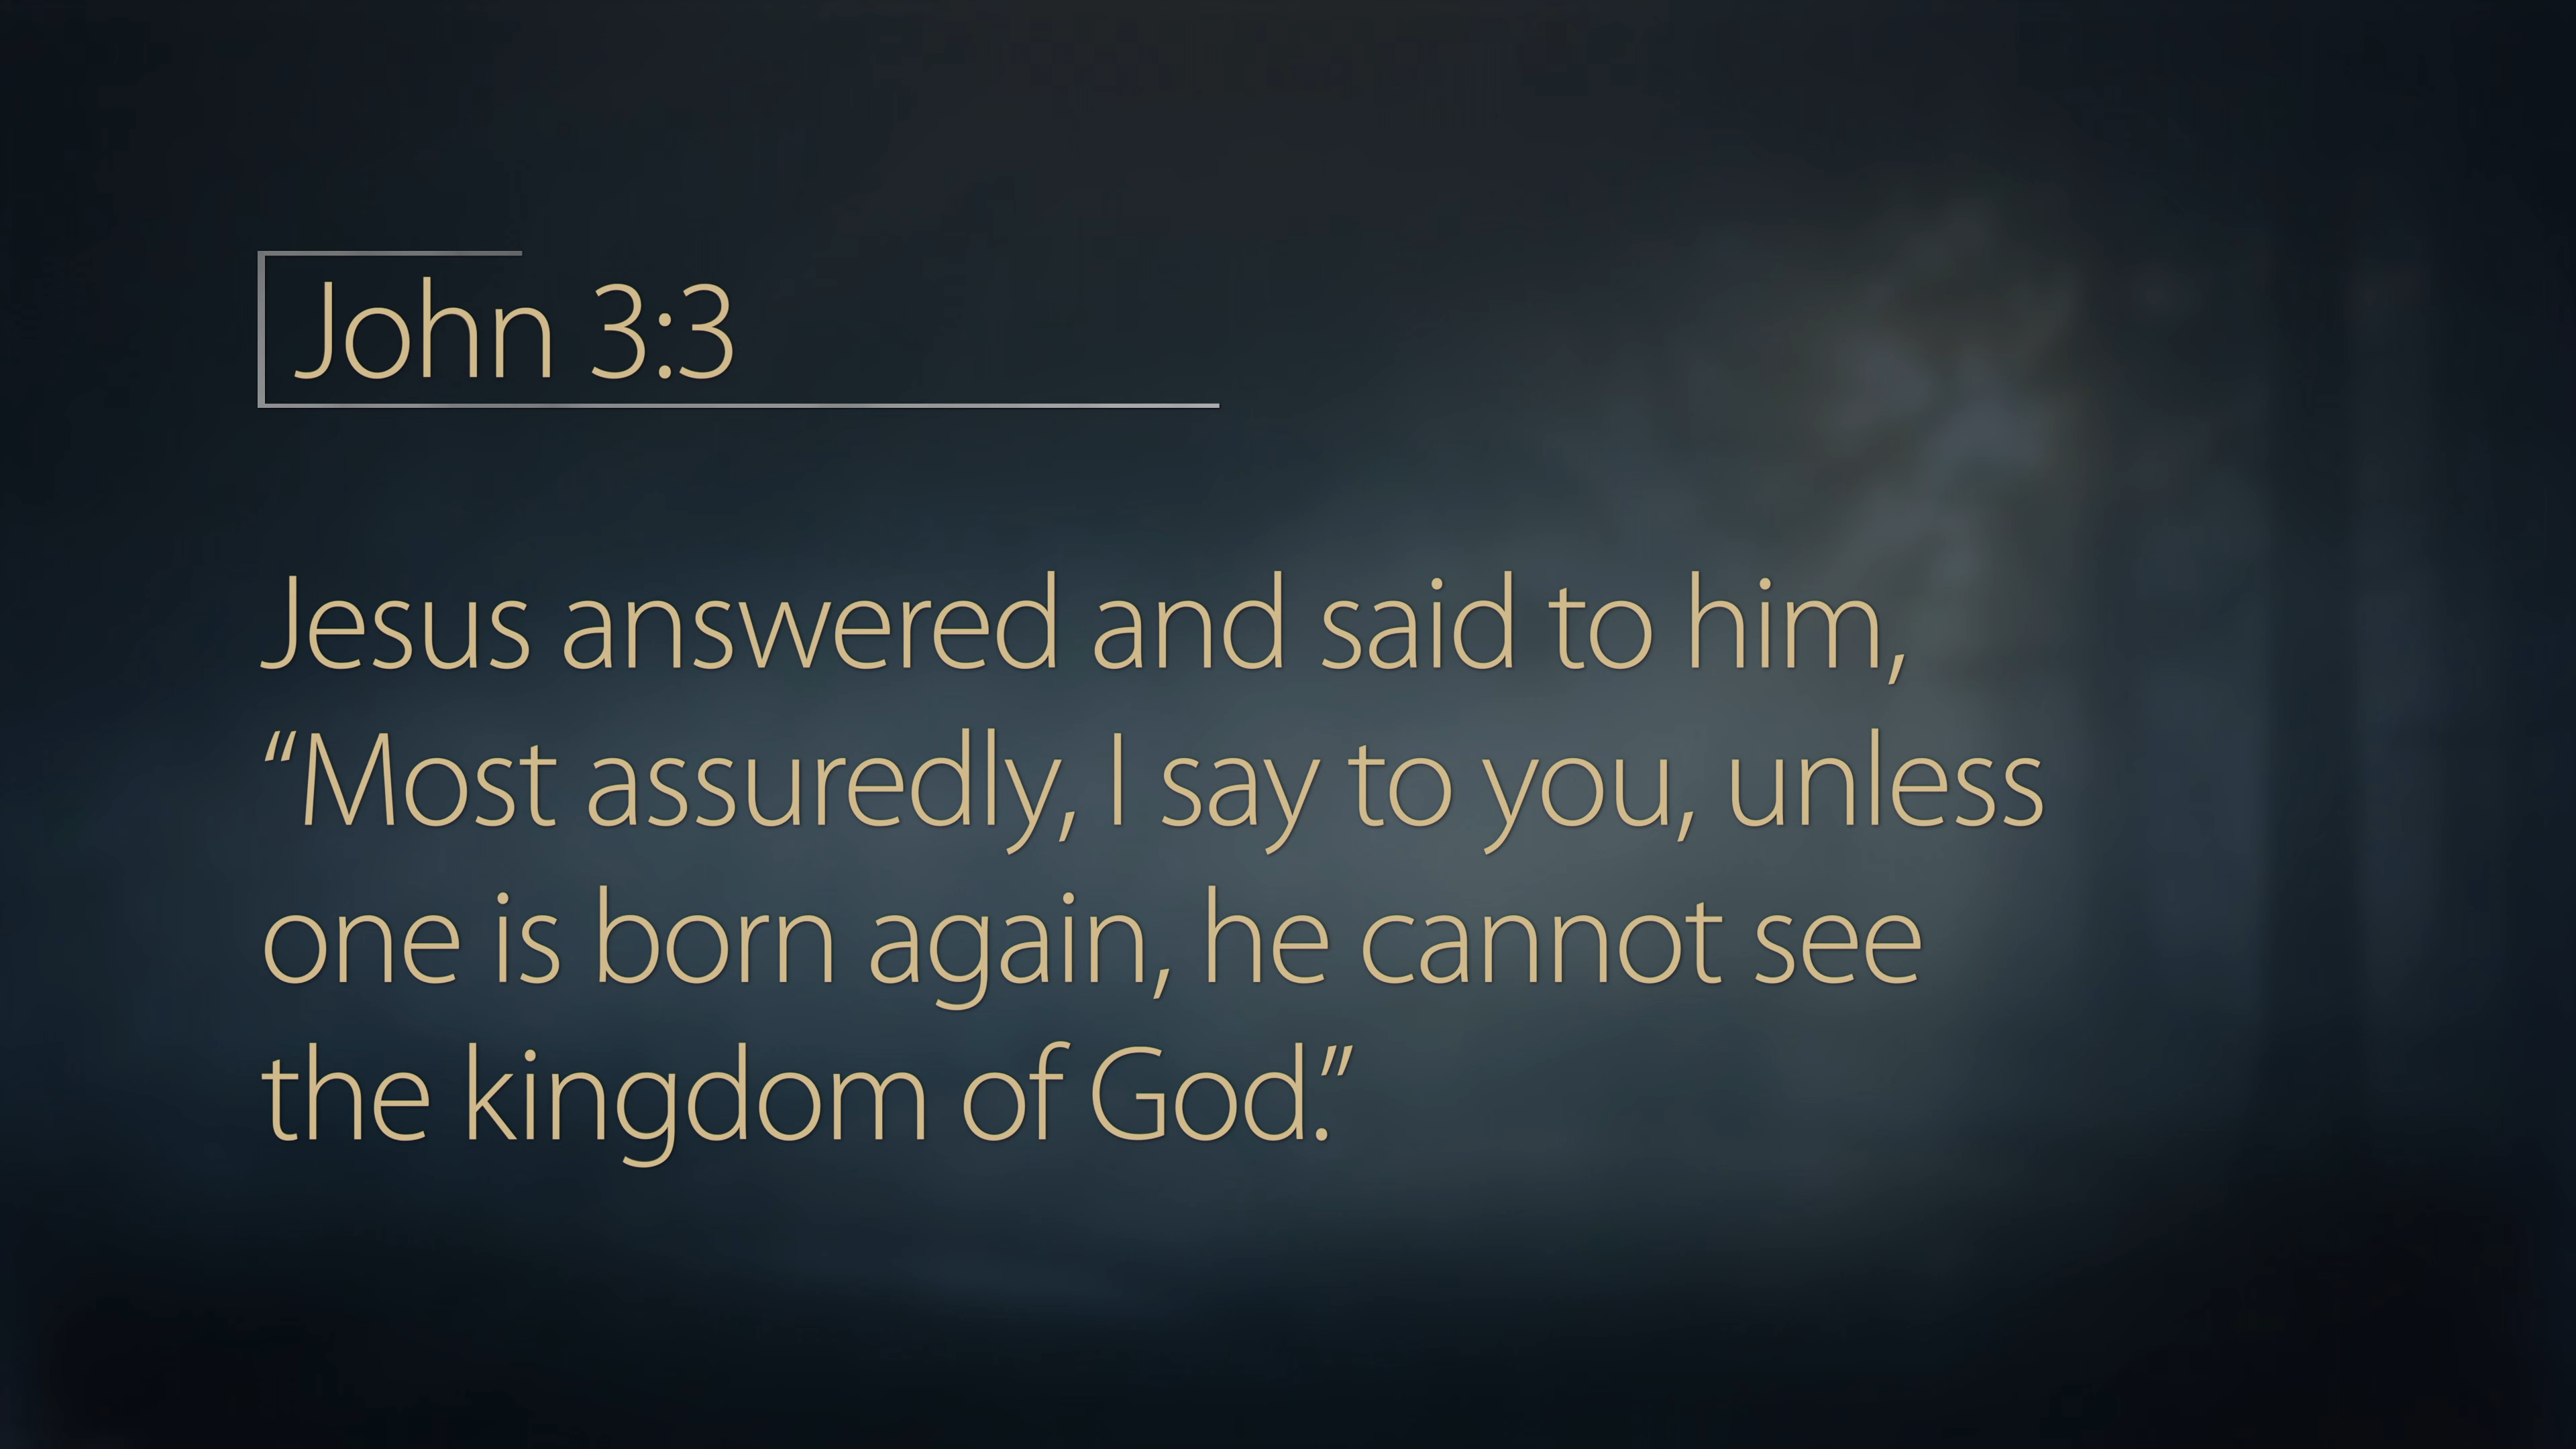 John 3:3
Jesus answered and said to him,
“Most assuredly, I say to you, unless
one is born again, he cannot see
the kingdom of God.”